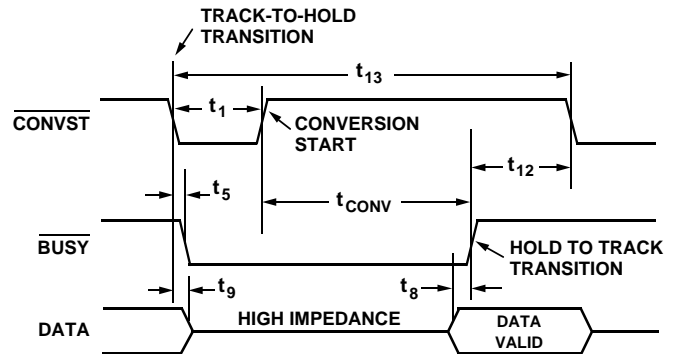 TRACK-TO-HOLD
TRANSITION
t13
t1
CONVST
CONVERSION
START
t12
t5
tCONV
BUSY
HOLD TO TRACK
TRANSITION
t9
t8
DATA
HIGH IMPEDANCE
DATA
VALID